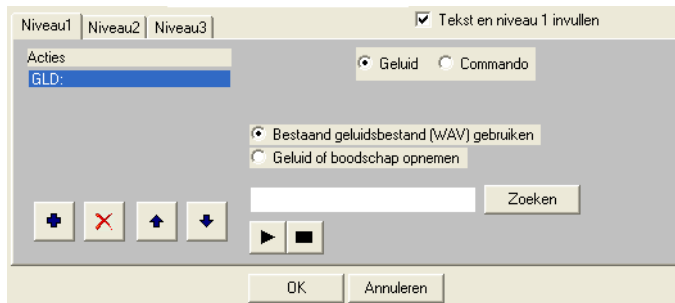 Niveau1 Niveau2 Niveau3
Tekst en niveau 1 invullen
Acties
GLD:
Geluid Commando
Bestaand geluidsbestand (WAV) gebruiken
Geluid of boodschap opnemen
Zoeken
OK Annuleren